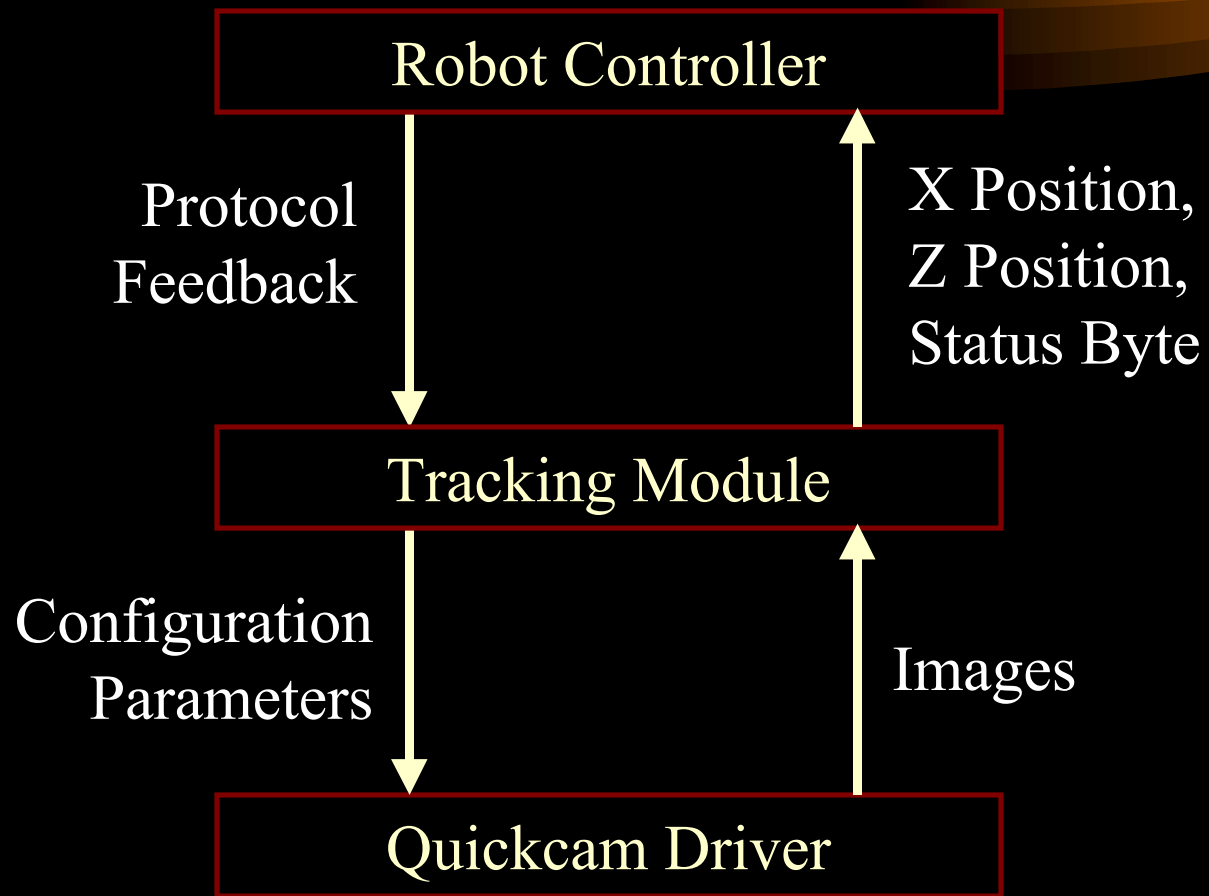 Robot Controller
Protocol
Feedback
X Position,
Z Position,
Status Byte
Tracking Module
Configuration
Parameters
Images
Quickcam Driver